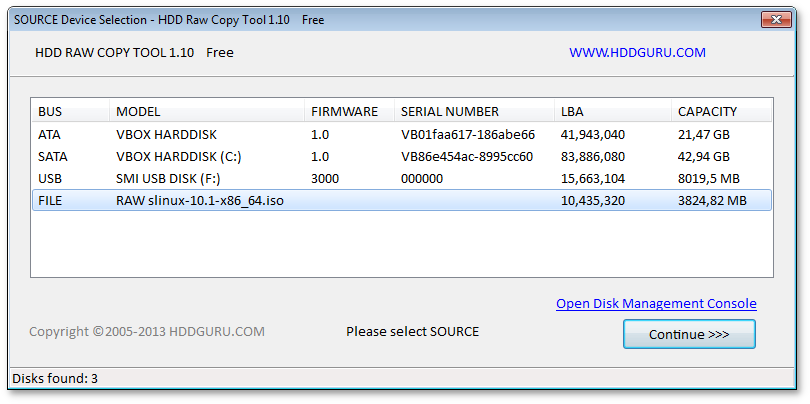 SOURCE Device Selection - HDD Raw Copy Tool 1.10    Free
HDD RAW COPY TOOL 1.10   Free   WWW.HDDGURU.COM
BUS MODEL FIRMWARE SERIAL NUMBER LBA CAPACITY
ATA VBOX HARDDISK 1.0 VB01faa617-186abe66 41,943,040 21,47 GB
SATA VBOX HARDDISK (C:) 1.0 VB86e454ac-8995cc60 83,886,080 42,94 GB
USB SMI USB DISK (F:) 3000 000000 15,663,104 8019,5 MB
FILE RAW slinux-10.1-x86_64.iso 10,435,320 3824,82 MB
Open Disk Management Console
Copyright ©2005-2013 HDDGURU.COM Please select SOURCE Continue >>>
Disks found: 3